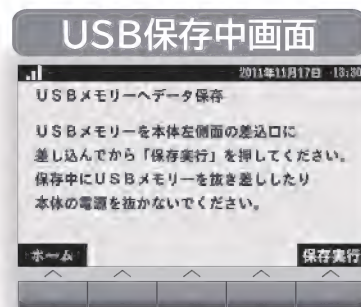 USB保存中画面
2011年11月17日 13:30
USBメモリーへデータ保存
USBメモリーを本体左側面の差込口に
差し込んでから「保存実行」を押してください。
保存中にUSBメモリーを抜き差ししたり
本体の電源を抜かないでください。
ホーム 保存実行